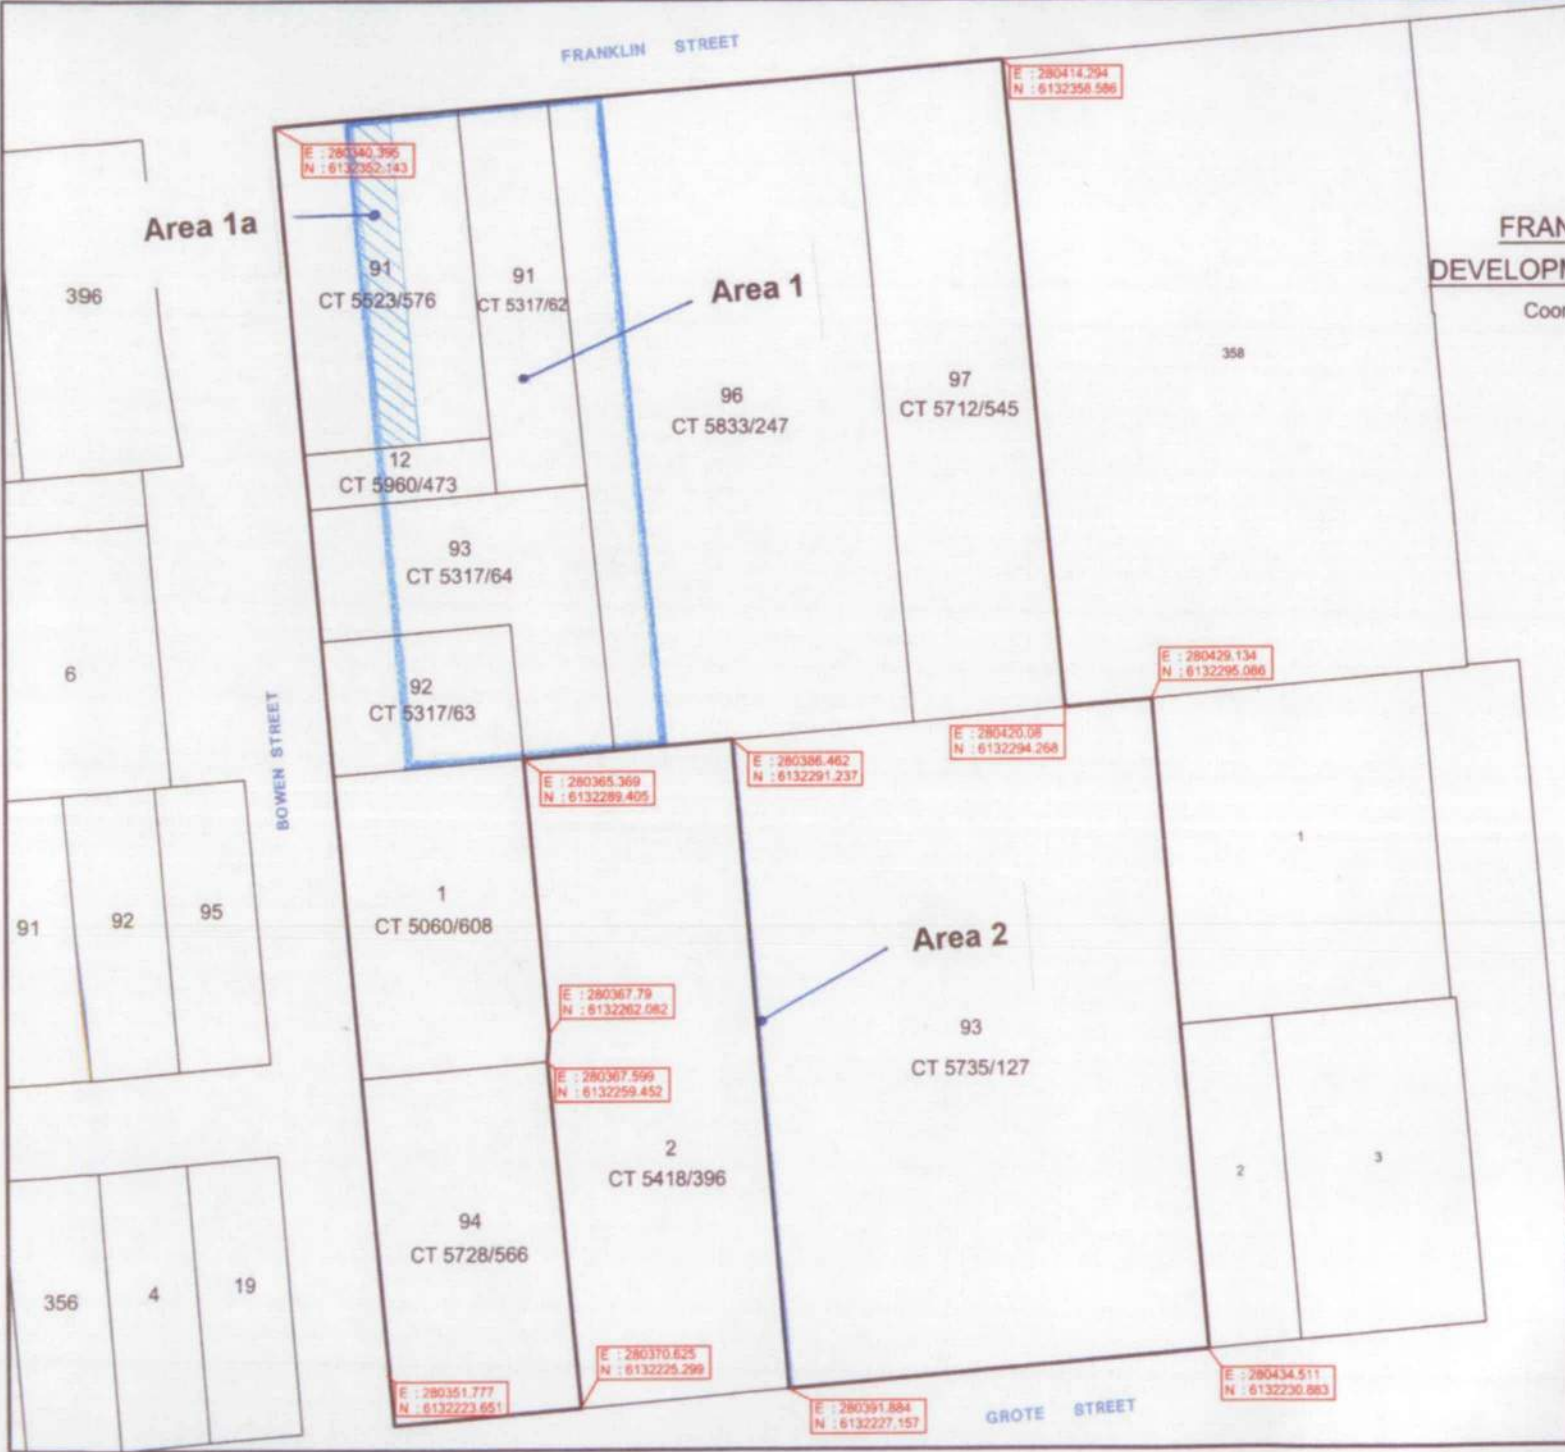 FRANKLIN STREET
E : 280414.294
N : 6132358.586
E : 280340.395
N : 6132352.143
Area 1a
FRAN
DEVELOPM
Coor
396
91
CT 5523/576
91
CT 5317/62
Area 1
358
96
CT 5833/247
97
CT 5712/545
12
CT 5960/473
93
CT 5317/64
6
92
CT 5317/63
BOWEN STREET
E : 280429.134
N : 6132295.086
E : 280420.08
N : 6132294.268
E : 280386.462
N : 6132291.237
E : 280365.369
N : 6132289.405
1
91
92
95
1
CT 5060/608
Area 2
E : 280367.79
N : 6132262.082
93
CT 5735/127
E : 280367.599
N : 6132259.452
2
CT 5418/396
2
3
94
CT 5728/566
356
4
19
E : 280370.625
N : 6132225.299
E : 280351.777
N : 6132223.651
E : 280434.511
N : 6132230.883
E : 280391.884
N : 6132227.157
GROTE STREET